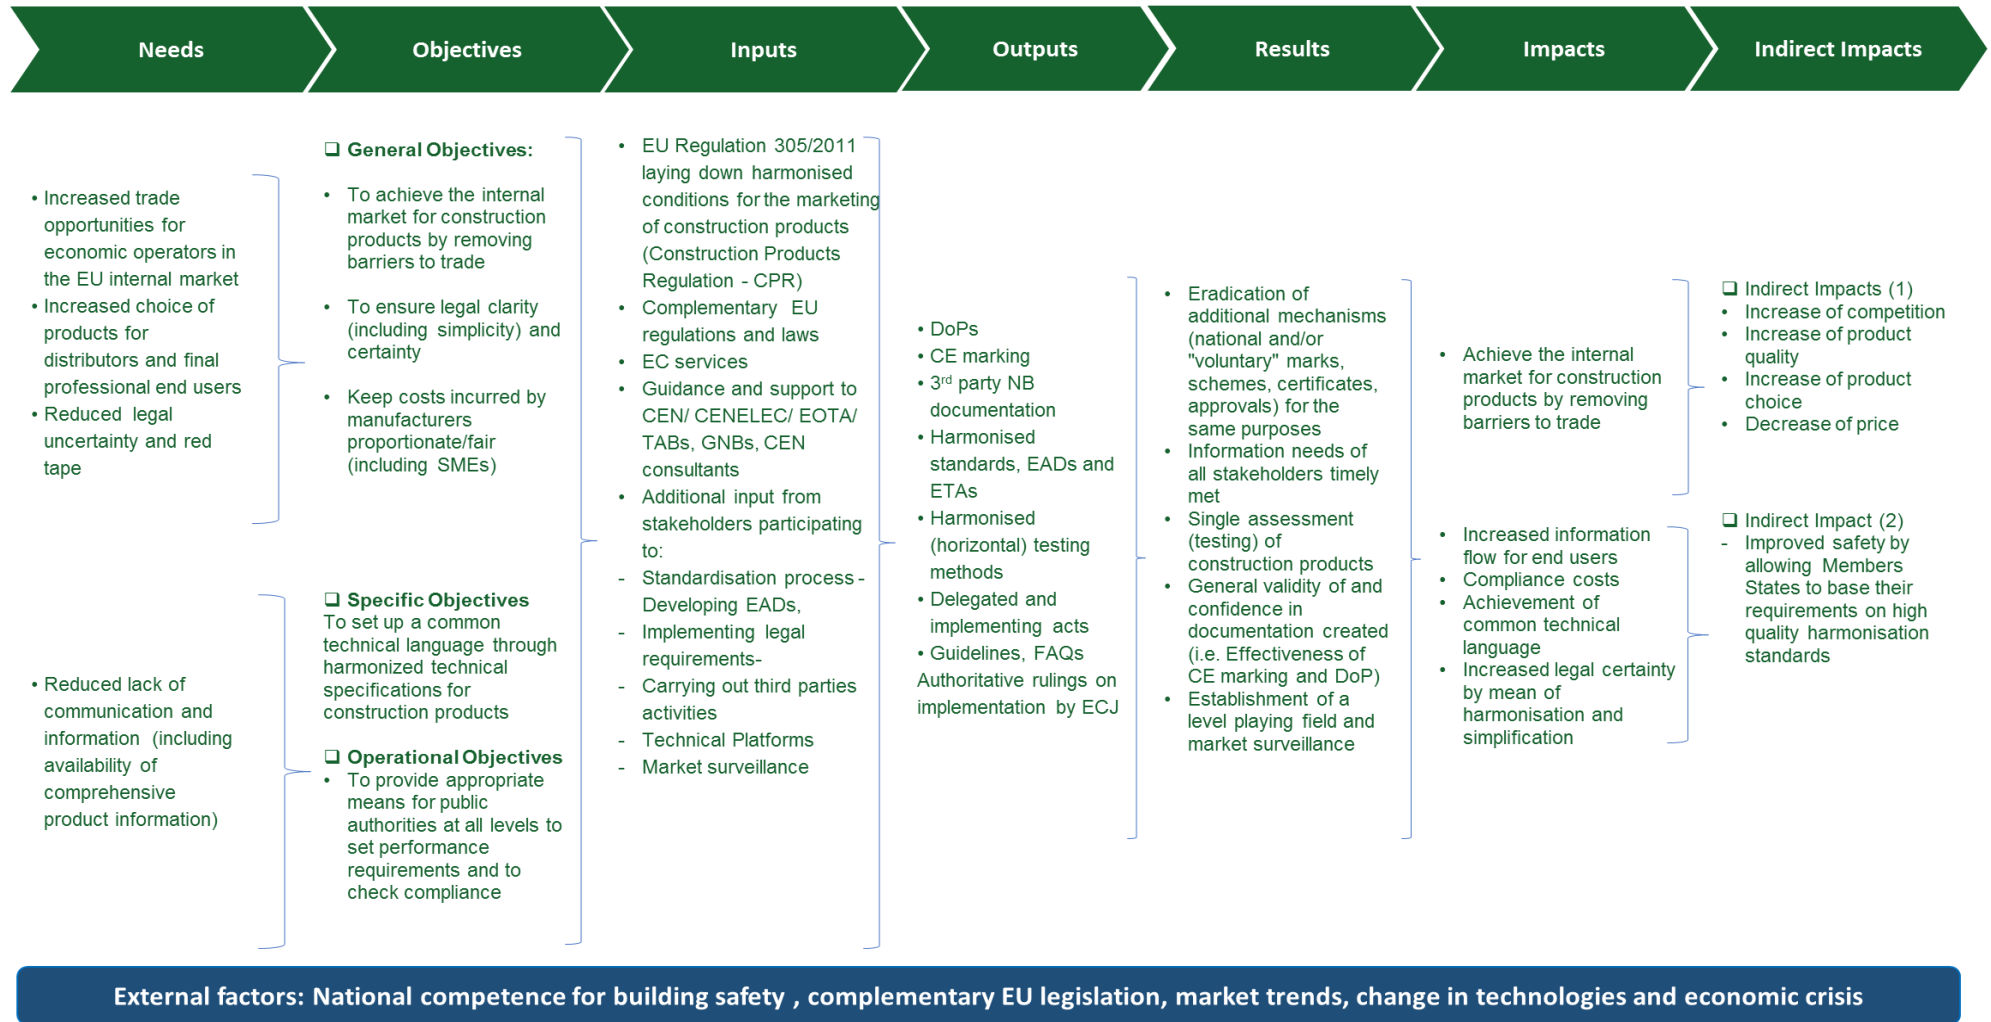 Needs
Objectives
Inputs
Outputs
Results
Impacts
Indirect Impacts
• Increased trade
opportunities for
economic operators in
the EU internal market
• Increased choice of
products for
distributors and final
professional end users
• Reduced legal
uncertainty and red
tape
• Reduced lack of
communication and
information (including
availability of
comprehensive
product information)
❑ General Objectives:
• To achieve the internal
market for construction
products by removing
barriers to trade
• To ensure legal clarity
(including simplicity) and
certainty
• Keep costs incurred by
manufacturers
proportionate/fair
(including SMEs)
❑ Specific Objectives
To set up a common
technical language through
harmonized technical
specifications for
construction products
❑ Operational Objectives
• To provide appropriate
means for public
authorities at all levels to
set performance
requirements and to
check compliance
• EU Regulation 305/2011
laying down harmonised
conditions for the marketing
of construction products
(Construction Products
Regulation - CPR)
• Complementary EU
regulations and laws
• EC services
• Guidance and support to
CEN/ CENELEC/ EOTA/
TABs, GNBs, CEN
consultants
• Additional input from
stakeholders participating
to:
- Standardisation process -
Developing EADs,
- Implementing legal
requirements-
- Carrying out third parties
activities
- Technical Platforms
- Market surveillance
• DoPs
• CE marking
• 3rd party NB
documentation
• Harmonised
standards, EADs and
ETAs
• Harmonised
(horizontal) testing
methods
• Delegated and
implementing acts
• Guidelines, FAQs
Authoritative rulings on
implementation by ECJ
• Eradication of
additional mechanisms
(national and/or
"voluntary" marks,
schemes, certificates,
approvals) for the
same purposes
• Information needs of
all stakeholders timely
met
• Single assessment
(testing) of
construction products
• General validity of and
confidence in
documentation created
(i.e. Effectiveness of
CE marking and DoP)
• Establishment of a
level playing field and
market surveillance
• Achieve the internal
market for construction
products by removing
barriers to trade
• Increased information
flow for end users
• Compliance costs
• Achievement of
common technical
language
• Increased legal certainty
by mean of
harmonisation and
simplification
❑ Indirect Impacts (1)
• Increase of competition
• Increase of product
quality
• Increase of product
choice
• Decrease of price
❑ Indirect Impact (2)
- Improved safety by
allowing Members
States to base their
requirements on high
quality harmonisation
standards
External factors: National competence for building safety , complementary EU legislation, market trends, change in technologies and economic crisis